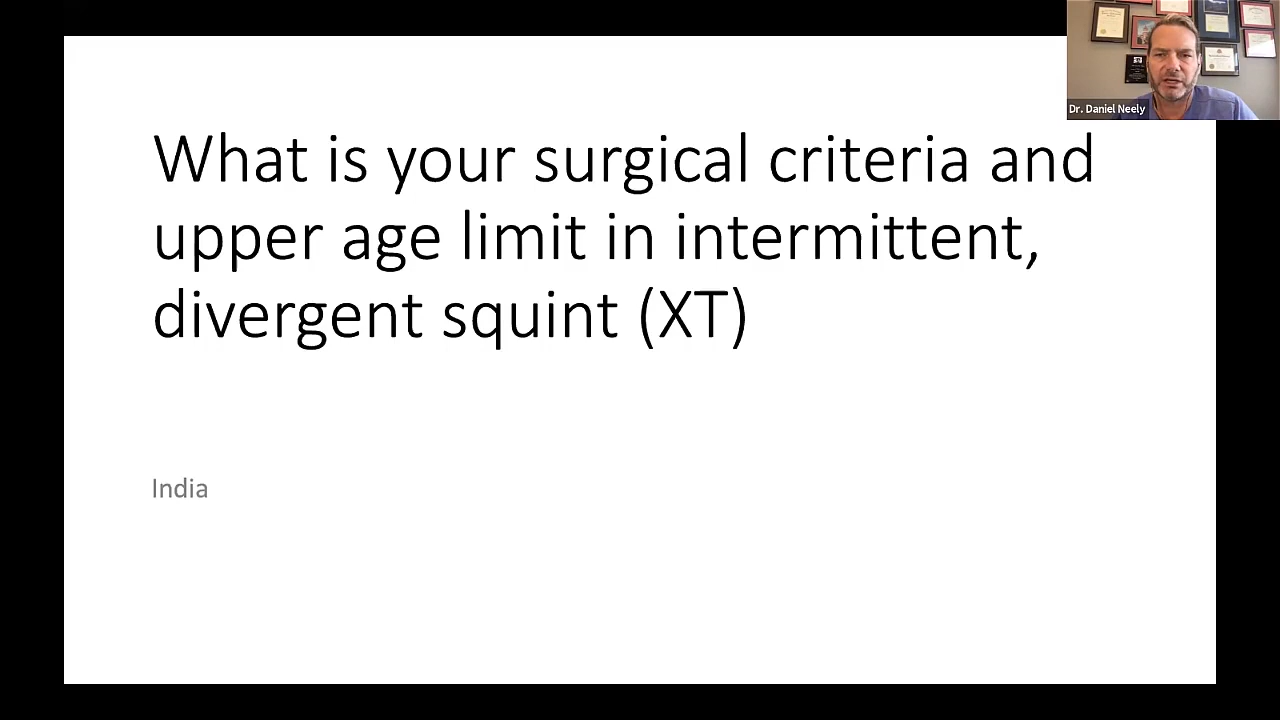 Dr. Daniel Neely
What is your surgical criteria and
upper age limit in intermittent,
divergent squint (XT)
India